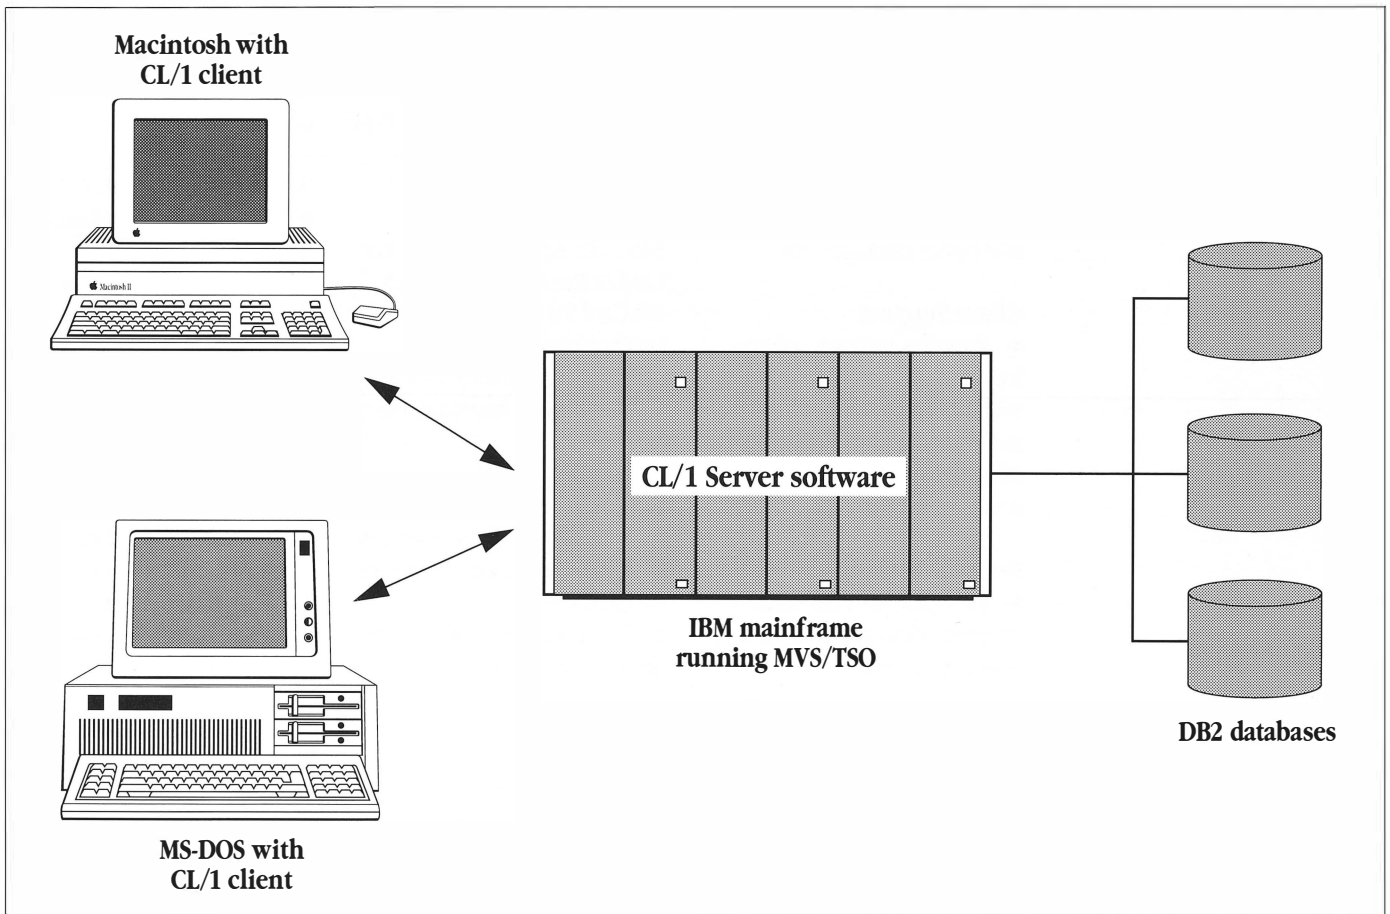 Macintosh with
CL/1 client
Macintosh II
CL/1 Server software
IBM mainframe
running MVS/TSO
DB2 databases
MS-DOS with
CL/1 client